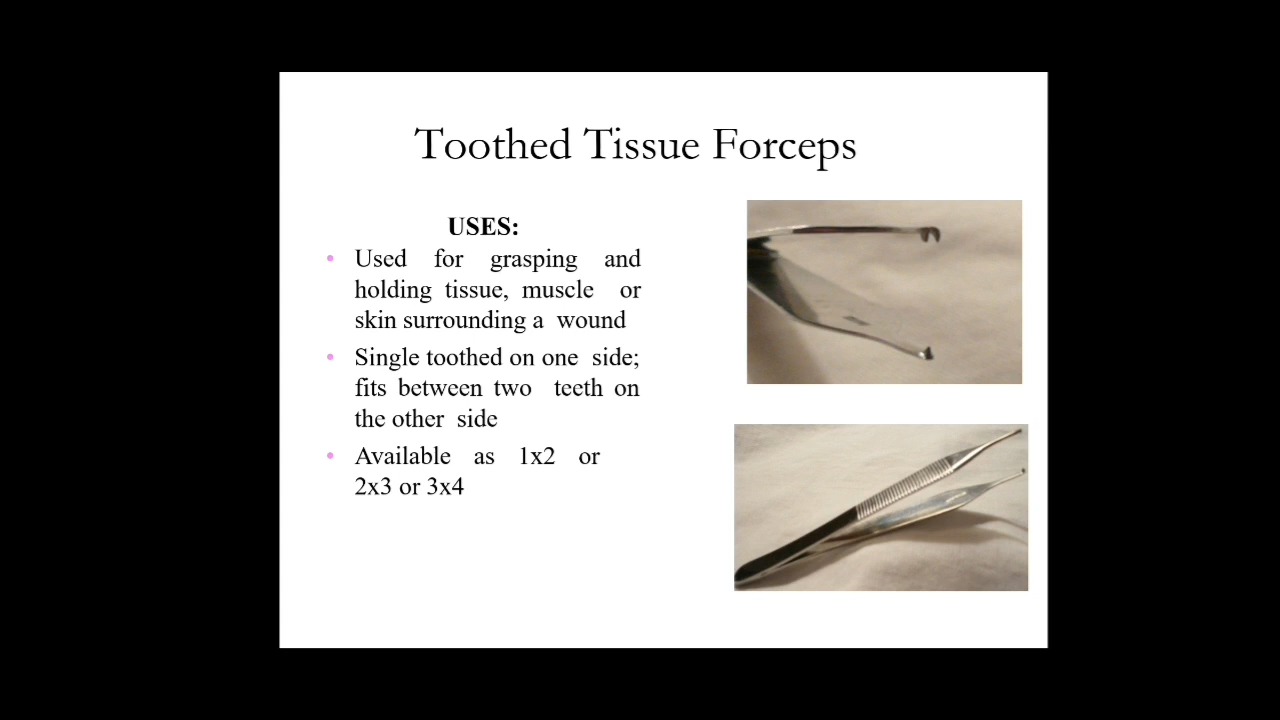 Toothed Tissue Forceps
USES:
• Used for grasping and
holding tissue, muscle or
skin surrounding a wound
• Single toothed on one side;
fits between two teeth on
the other side
• Available as 1x2 or
2x3 or 3x4